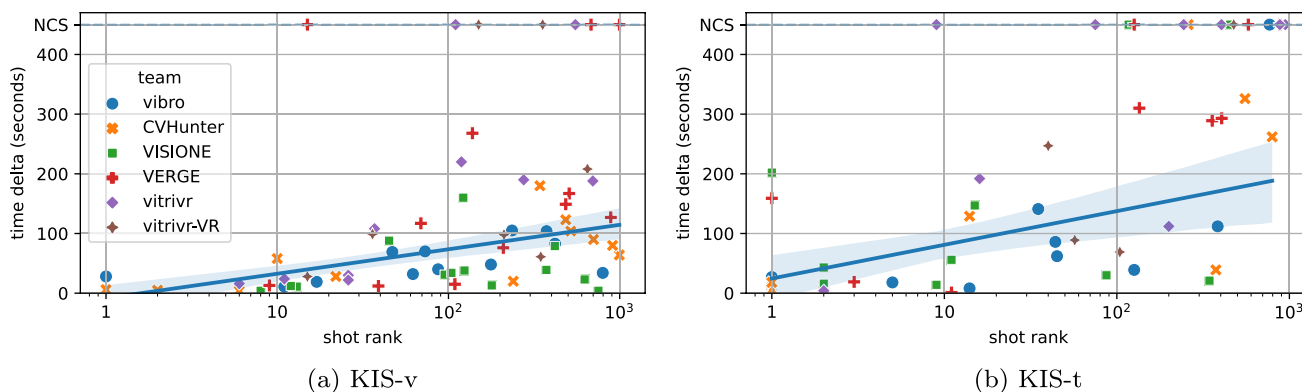 NCS
400
300
200
100
0
time delta (seconds)
team
vibro
CVHunter
VISIONE
VERGE
vitrivr
vitrivr-VR
1
10
10²
10³
shot rank
(a) KIS-v
NCS
400
300
200
100
0
time delta (seconds)
1
10
10²
10³
shot rank
(b) KIS-t